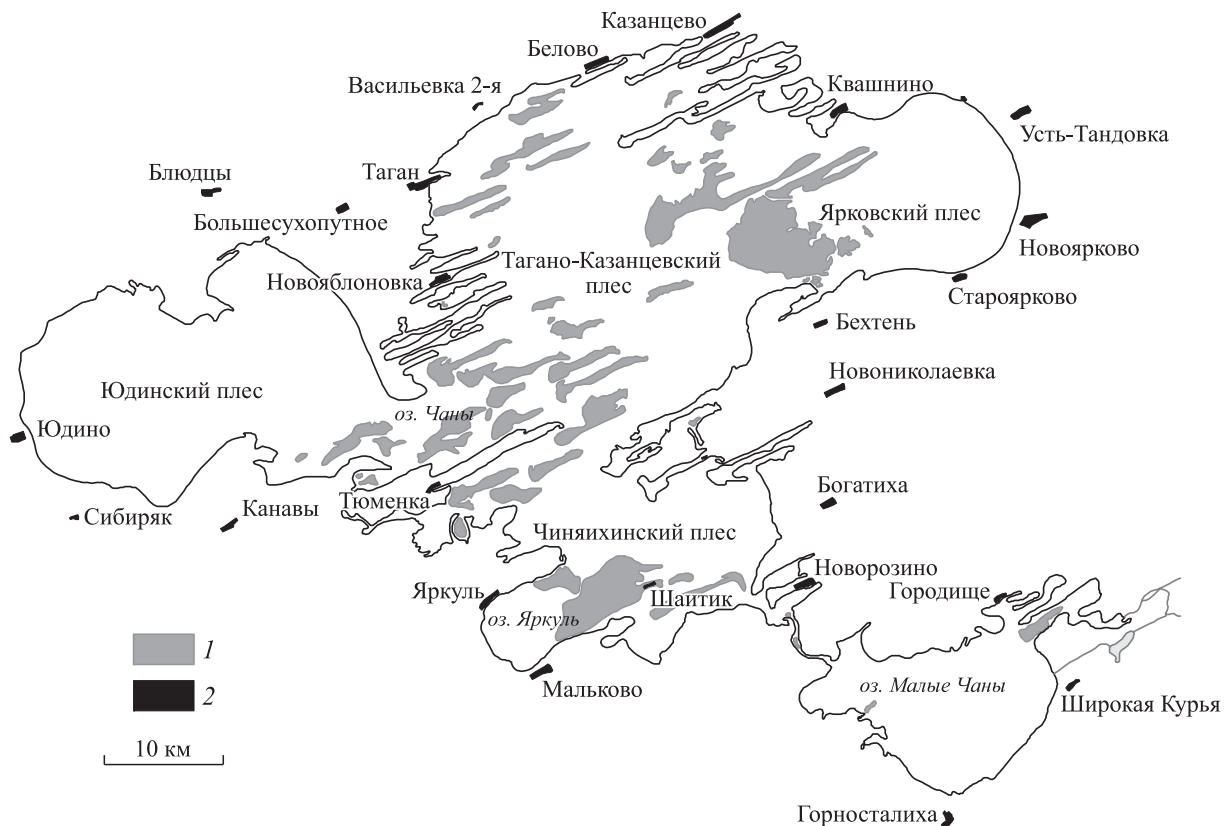 Казанцево
Белово
Васильевка 2-я
Квашнино
Усть-Тандовка
Блюдцы
Таган
Большесухопутное
Ярковский плес
Новоярково
Тагано-Казанцевский
плес
Новояблоновка
Староярково
Бехтень
Новониколаевка
Юдинский плес
оз. Чаны
Юдино
Тюменка
Богатиха
Сибиряк
Канавы
Чиняихинский плес
Новорозино
Городище
Яркуль
Шаитик
оз. Яркуль
1
2
10 км
Мальково
оз. Малые Чаны
Широкая Курья
Горносталиха